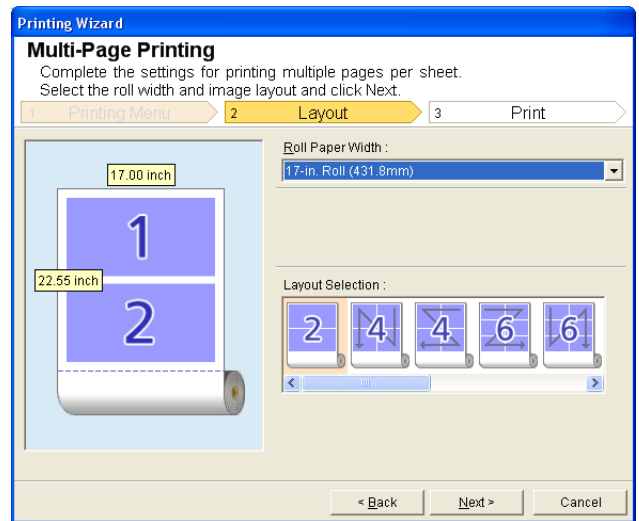 Printing Wizard
Multi-Page Printing
Complete the settings for printing multiple pages per sheet.
Select the roll width and image layout and click Next.
1 Printing Menu 2 Layout 3 Print
Roll Paper Width :
17-in. Roll (431.8mm)
17.00 inch
1
22.55 inch
2
Layout Selection :
2 4 4 6 6
< Back Next > Cancel